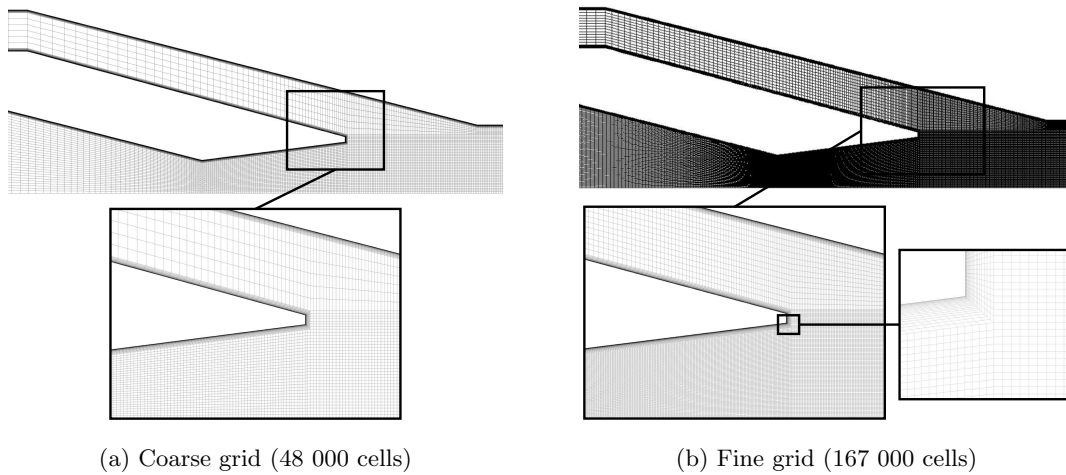 (a) Coarse grid (48 000 cells)
(b) Fine grid (167 000 cells)